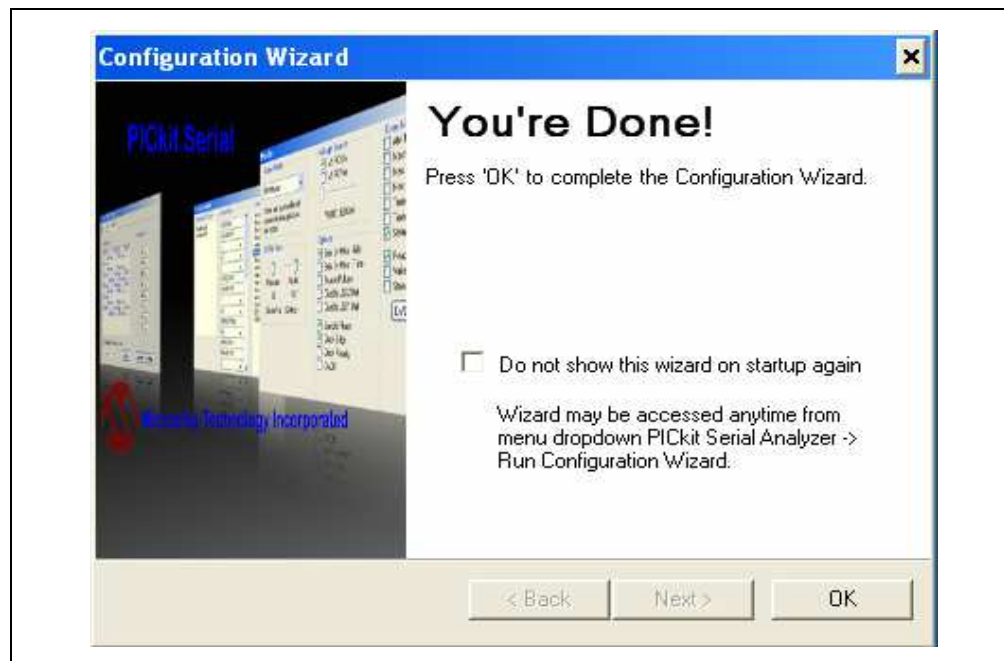 Configuration Wizard
PICkit Serial
You're Done!
Press 'OK' to complete the Configuration Wizard.
Do not show this wizard on startup again
Wizard may be accessed anytime from
menu dropdown PICkit Serial Analyzer ->
Run Configuration Wizard.
Microchip Technology Incorporated
< Back
Next >
OK